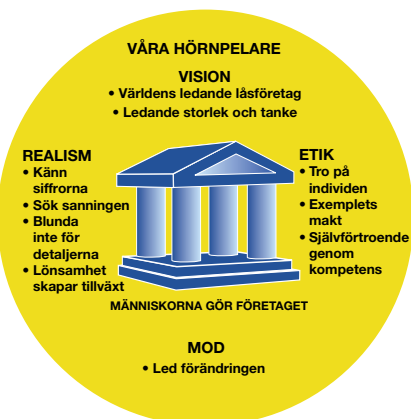 VÅRA HÖRNPELARE
VISION
• Världens ledande låsföretag
• Ledande storlek och tanke
REALISM
• Känn
siffrorna
• Sök sanningen
• Blunda
inte för
detaljerna
• Lönsamhet
skapar tillväxt
ETIK
• Tro på
individen
• Exemplets
makt
• Självförtroende
genom
kompetens
MÄNNISKORNA GÖR FÖRETAGET
MOD
• Led förändringen